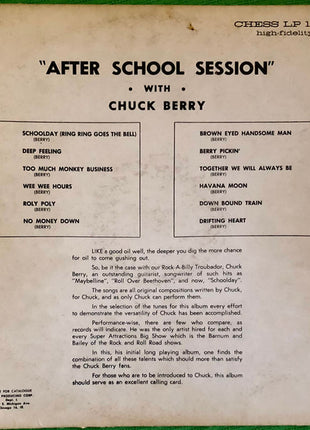 CHESS LP 1
high-fidelity
"AFTER SCHOOL SESSION"
• WITH •
CHUCK BERRY
SCHOOLDAY (RING RING GOES THE BELL)
(BERRY)
DEEP FEELING
(BERRY)
TOO MUCH MONKEY BUSINESS
(BERRY)
WEE WEE HOURS
(BERRY)
ROLY POLY
(BERRY)
NO MONEY DOWN
(BERRY)
BROWN EYED HANDSOME MAN
(BERRY)
BERRY PICKIN'
(BERRY)
TOGETHER WE WILL ALWAYS BE
(BERRY)
HAVANA MOON
(BERRY)
DOWN BOUND TRAIN
(BERRY)
DRIFTING HEART
(BERRY)
LIKE a good oil well, the deeper you dig the more chance
for oil to come gushing out.
So, be it the case with our Rock-A-Billy Troubador, Chuck
Berry, an outstanding guitarist, songwriter of such hits as
"Maybelline", "Roll Over Beethoven", and now, "Schoolday".
The songs are all original compositions written by Chuck,
for Chuck, and as only Chuck can perform them.
In the selection of the tunes for this album every effort
to demonstrate the versatility of Chuck has been accomplished.
Performance-wise, there are few who compare, as
records will indicate. He was the only artist hired for each and
every Super Attractions Big Show which is the Barnum and
Bailey of the Rock and Roll Road shows.
In this, his initial long playing album, one finds the
combination of all these talents which should more than satisfy
the Chuck Berry fans.
For those to be introduced to Chuck, this album
should serve as an excellent calling card.
FOR CATALOGUE
PRODUCING CORP.
Dept. L
S. Michigan Ave.
Chicago 16, Ill.